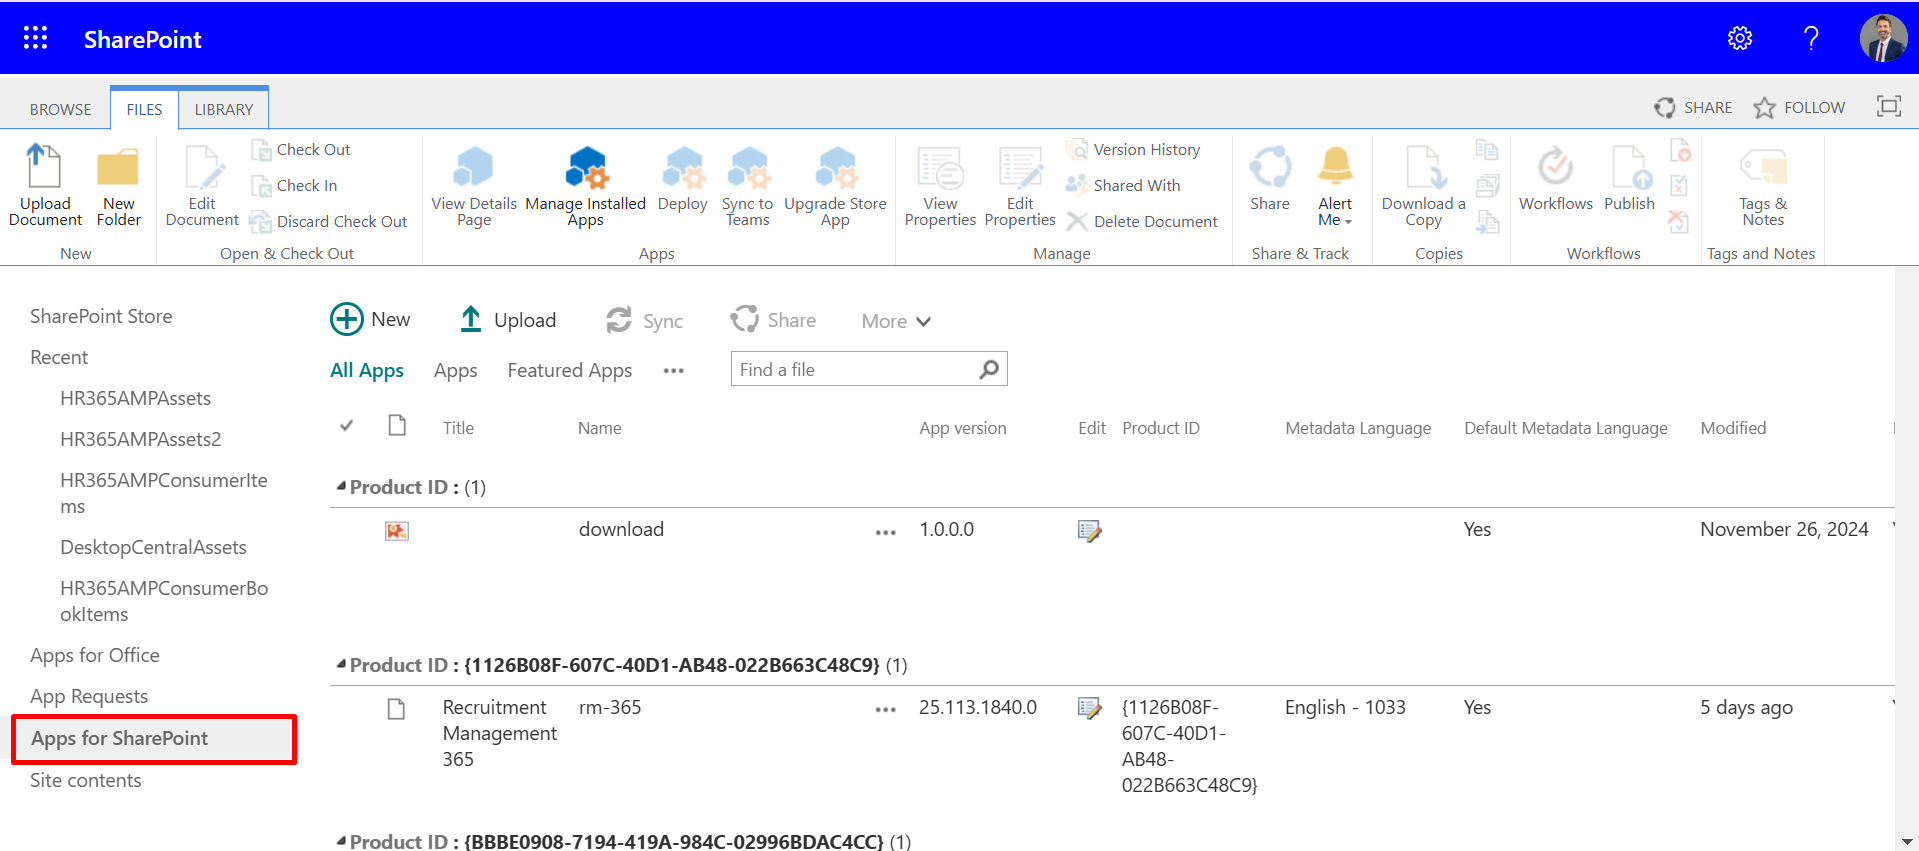 SharePoint
BROWSE FILES LIBRARY SHARE FOLLOW
Upload Document
New Folder
New
Edit Document
Check Out
Check In
Discard Check Out
Open & Check Out
View Details Page
Manage Installed Apps
Deploy
Sync to Teams
Upgrade Store App
Apps
View Properties
Edit Properties
Version History
Shared With
Delete Document
Manage
Share
Alert Me
Share & Track
Download a Copy
Copies
Workflows
Publish
Workflows
Tags & Notes
Tags and Notes
SharePoint Store
Recent
HR365AMPAssets
HR365AMPAssets2
HR365AMPConsumerIte
ms
DesktopCentralAssets
HR365AMPConsumerBo
okItems
Apps for Office
App Requests
Apps for SharePoint
Site contents
New Upload Sync Share More
All Apps Apps Featured Apps ••• Find a file
Title Name App version Edit Product ID Metadata Language Default Metadata Language Modified
Product ID : (1)
download ••• 1.0.0.0 Yes November 26, 2024
Product ID : {1126B08F-607C-40D1-AB48-022B663C48C9} (1)
Recruitment
Management
365
rm-365 ••• 25.113.1840.0
{1126B08F-
607C-40D1-
AB48-
022B663C48C9}
English - 1033 Yes 5 days ago
Product ID : {BBBE0908-7194-419A-984C-02996BDAC4CC} (1)